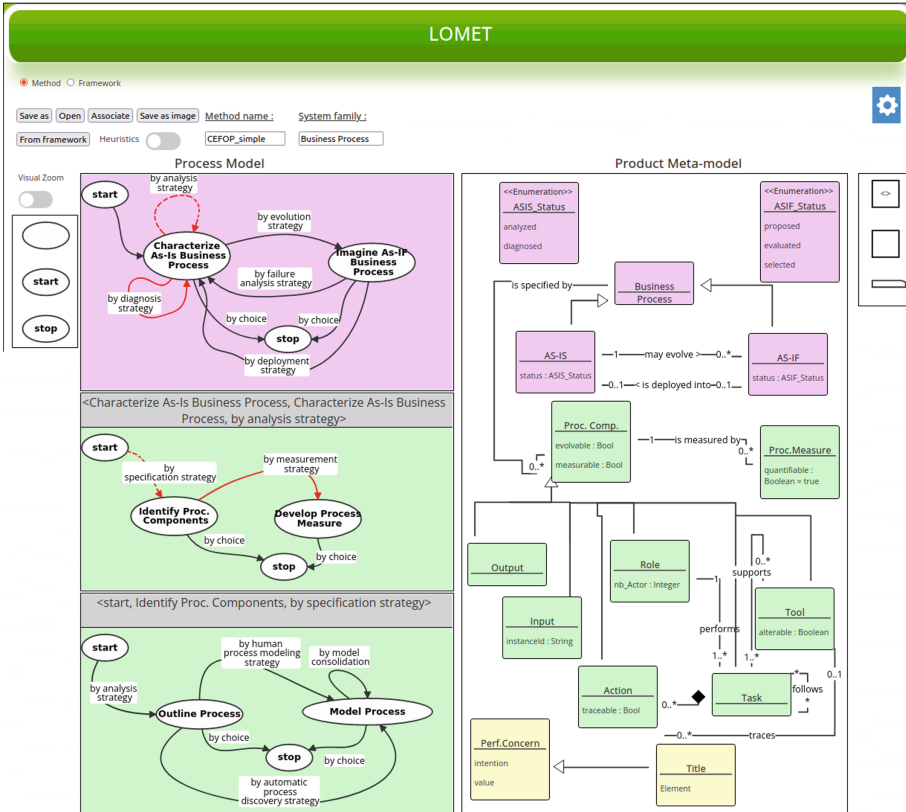 LOMET
Method
Framework
Save as
Open
Associate
Save as image
Method name :
System family :
From framework
Heuristics
CEFOP_simple
Business Process
Process Model
Product Meta-model
Visual Zoom
start
stop
start
by analysis
strategy
by evolution
strategy
Characterize
As-Is Business
Process
Imagine As-IF
Business
Process
by failure
analysis strategy
by diagnosis
strategy
by choice
by choice
stop
by deployment
strategy
<Characterize As-Is Business Process, Characterize As-Is Business
Process, by analysis strategy>
start
by
specification strategy
by measurement
strategy
Identify Proc.
Components
Develop Process
Measure
by choice
by choice
stop
<start, Identify Proc. Components, by specification strategy>
start
by human
process modeling
strategy
by model
consolidation
by analysis
strategy
Outline Process
Model Process
by choice
stop
by choice
by automatic
process
discovery strategy
<<Enumeration>>
ASIS_Status
analyzed
diagnosed
<<Enumeration>>
ASIF_Status
proposed
evaluated
selected
is specified by
Business
Process
AS-IS
status : ASIS_Status
1
may evolve >
0..*
0..1
< is deployed into
0..1
AS-IF
status : ASIF_Status
Proc. Comp.
evolvable : Bool
measurable : Bool
0..*
1
is measured by
0..*
Proc.Measure
quantifiable :
Boolean = true
Output
Role
nb_Actor : Integer
1
0..*
supports
Input
instanceId : String
performs
Tool
alterable : Boolean
1..*
1..*
0..1
Action
traceable : Bool
0..*
Task
*
follows
*
0..*
traces
Perf.Concern
intention
value
Title
Element
<>